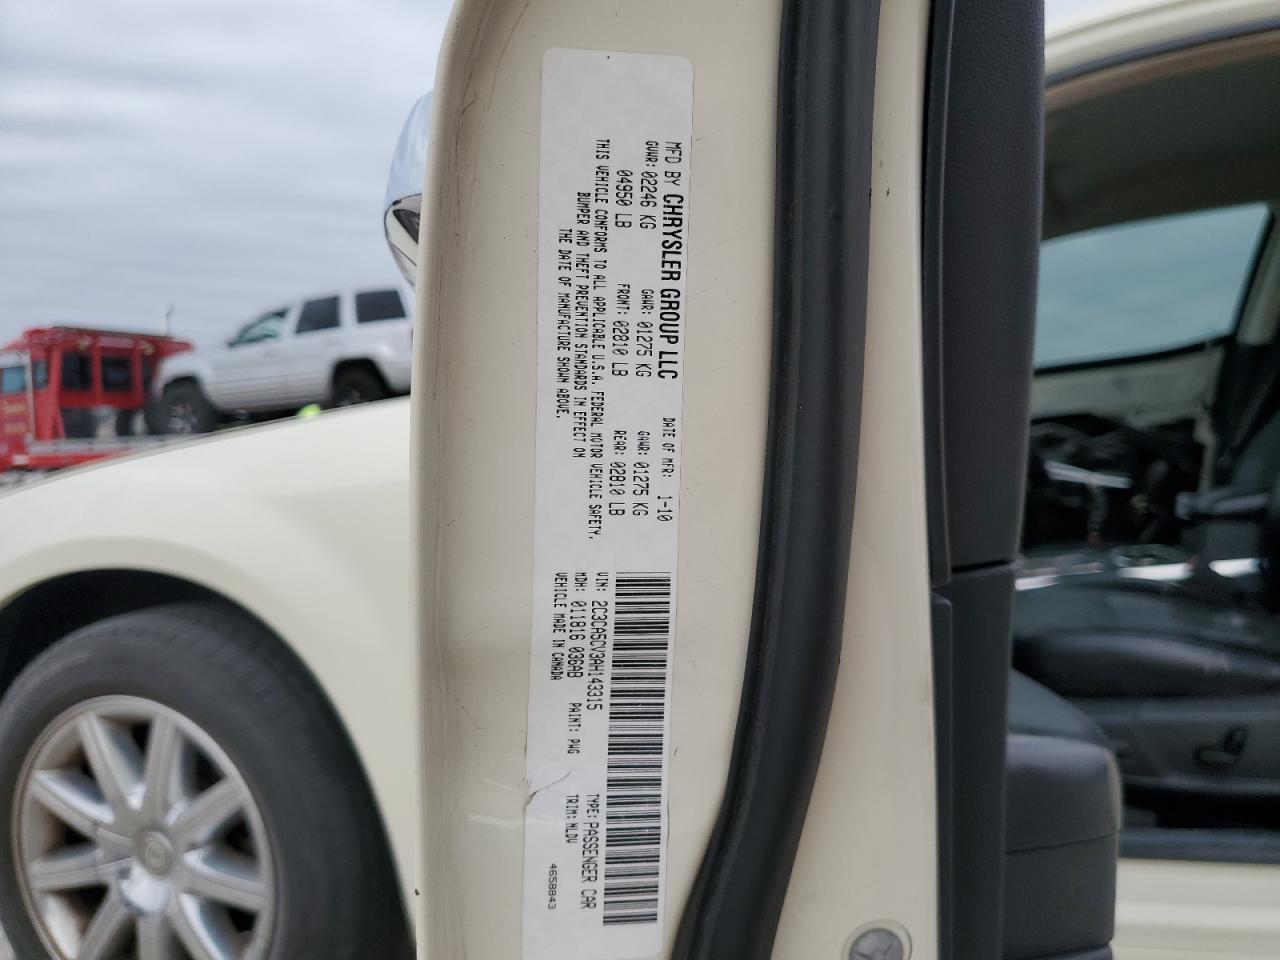 MFD BY CHRYSLER GROUP LLC DATE OF MFR: 1-10
GVWR: 02246 KG GAWR: 01275 KG GAWR: 01275 KG
04950 LB FRONT: 02810 LB REAR: 02810 LB
THIS VEHICLE CONFORMS TO ALL APPLICABLE U.S.A. FEDERAL MOTOR VEHICLE SAFETY,
BUMPER AND THEFT PREVENTION STANDARDS IN EFFECT ON
THE DATE OF MANUFACTURE SHOWN ABOVE.
VIN: 2C3CA5CV3AH143315 TYPE: PASSENGER CAR
MDH: 011816 036AB PAINT: PWG TRIM: MLDV
VEHICLE MADE IN CANADA
4658843